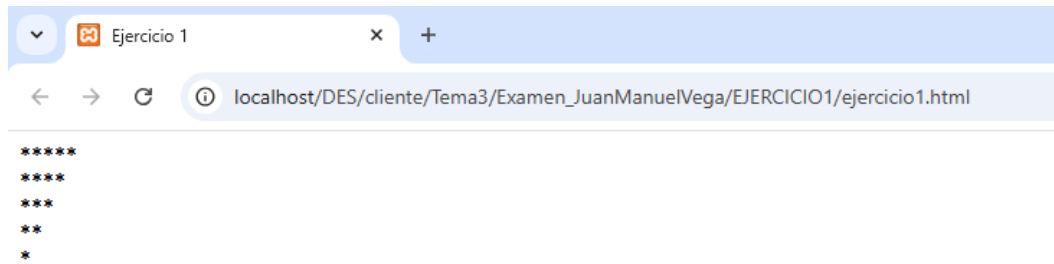 Ejercicio 1
localhost/DES/cliente/Tema3/Examen_JuanManuelVega/EJERCICIO1/ejercicio1.html
*****
****
***
**
*